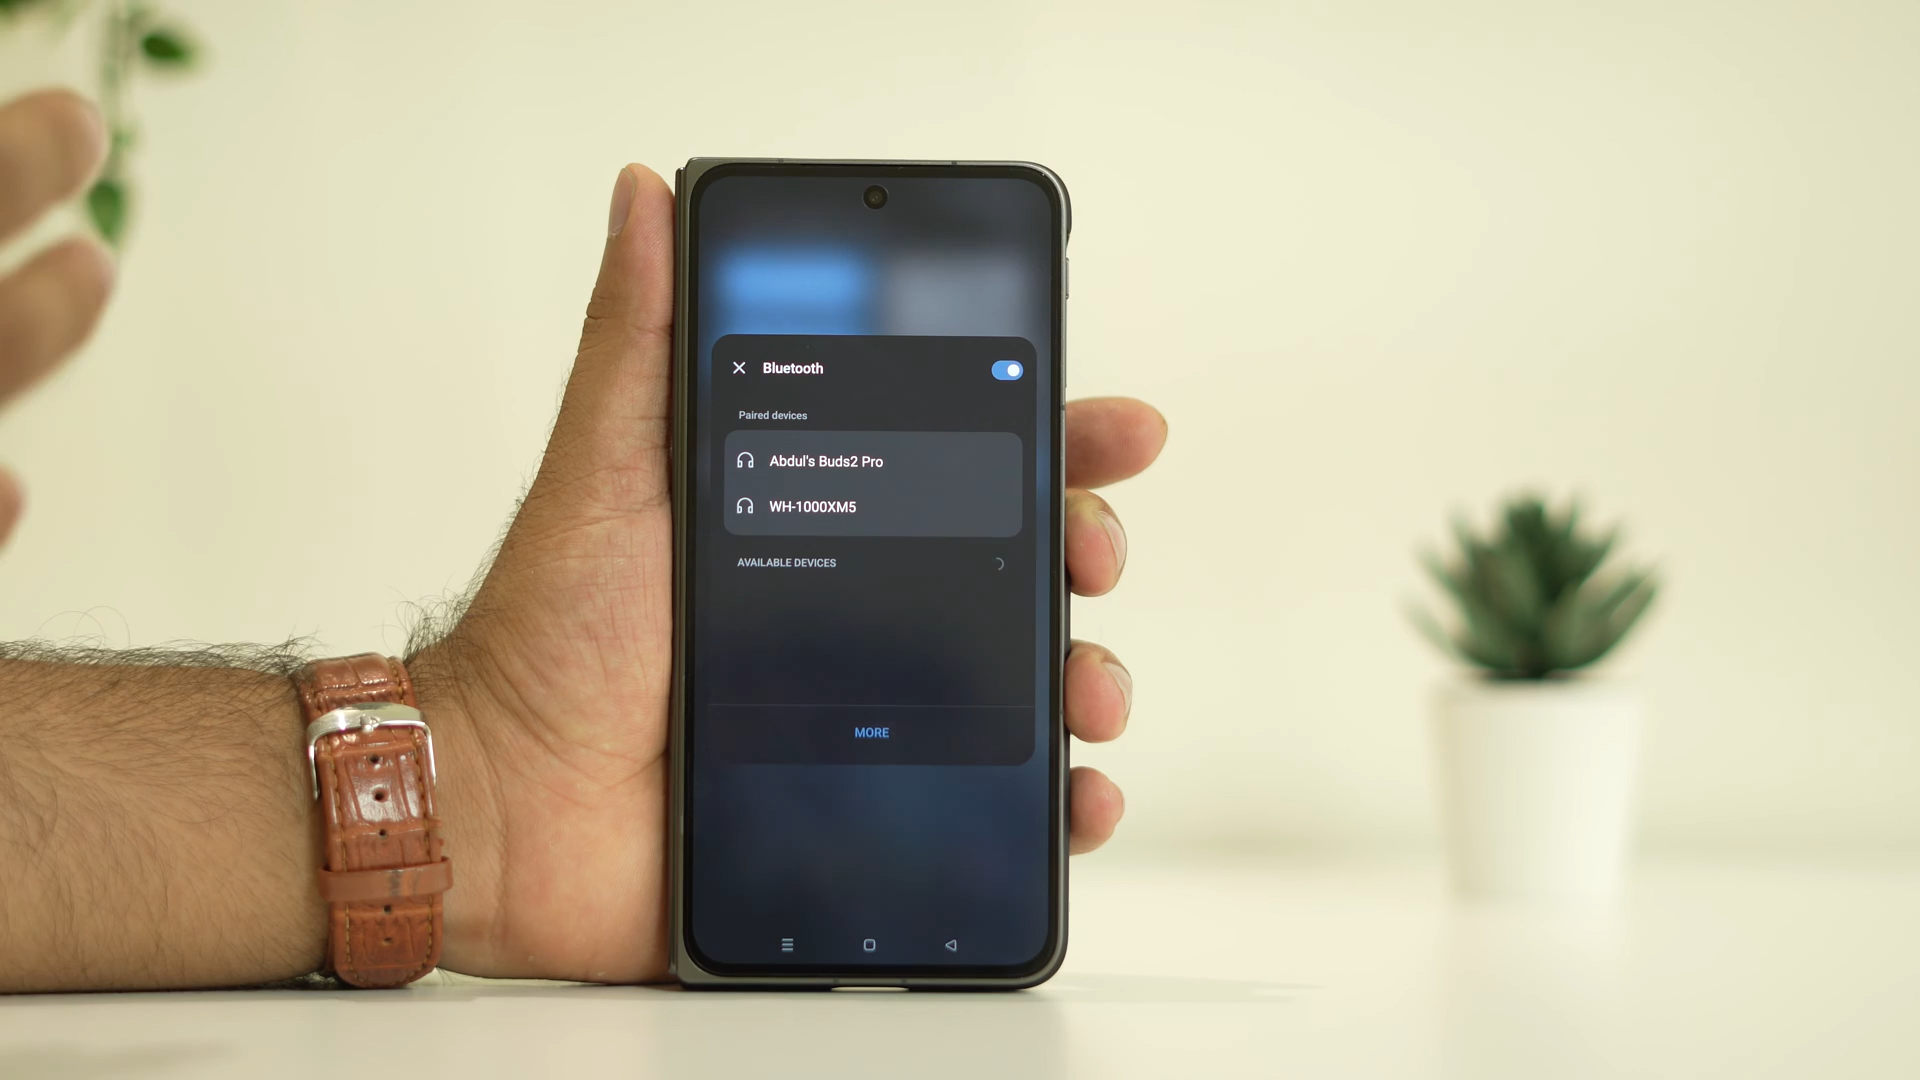 Bluetooth
Paired devices
Abdul's Buds2 Pro
WH-1000XM5
AVAILABLE DEVICES
MORE